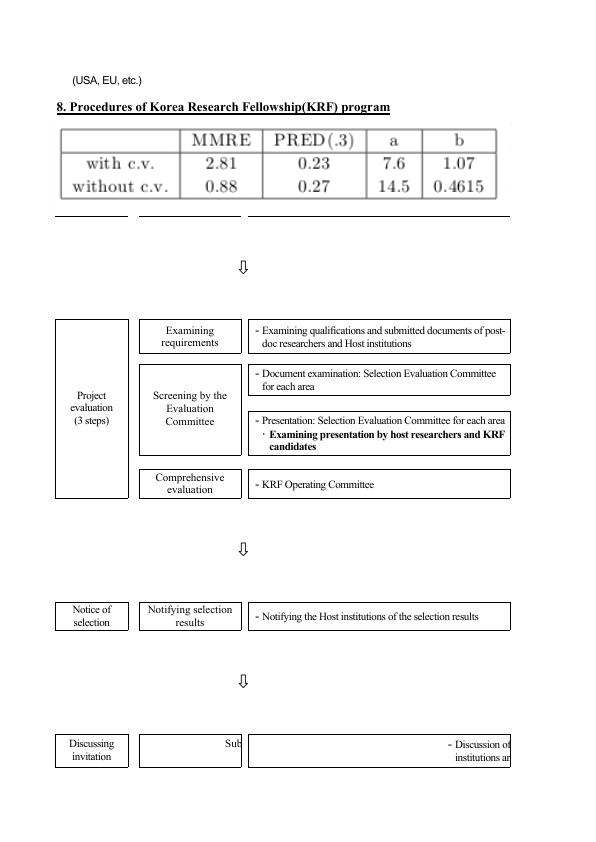 (USA, EU, etc.)
8. Procedures of Korea Research Fellowship(KRF) program
MMRE PRED(.3) a b
with c.v. 2.81 0.23 7.6 1.07
without c.v. 0.88 0.27 14.5 0.4615
⇩
Project
evaluation
(3 steps)
Examining
requirements
- Examining qualifications and submitted documents of post-
doc researchers and Host institutions
Screening by the
Evaluation
Committee
- Document examination: Selection Evaluation Committee
for each area
- Presentation: Selection Evaluation Committee for each area
· Examining presentation by host researchers and KRF
candidates
Comprehensive
evaluation
- KRF Operating Committee
⇩
Notice of
selection
Notifying selection
results
- Notifying the Host institutions of the selection results
⇩
Discussing
invitation
Sub
- Discussion of
institutions ar